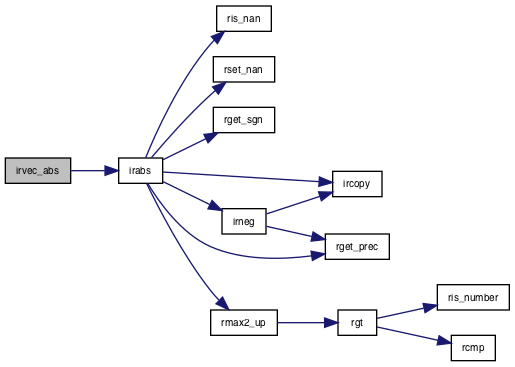 ris_nan
rset_nan
rget_sgn
irvec_abs
irabs
ircopy
irneg
rget_prec
ris_number
rmax2_up
rgt
rcmp